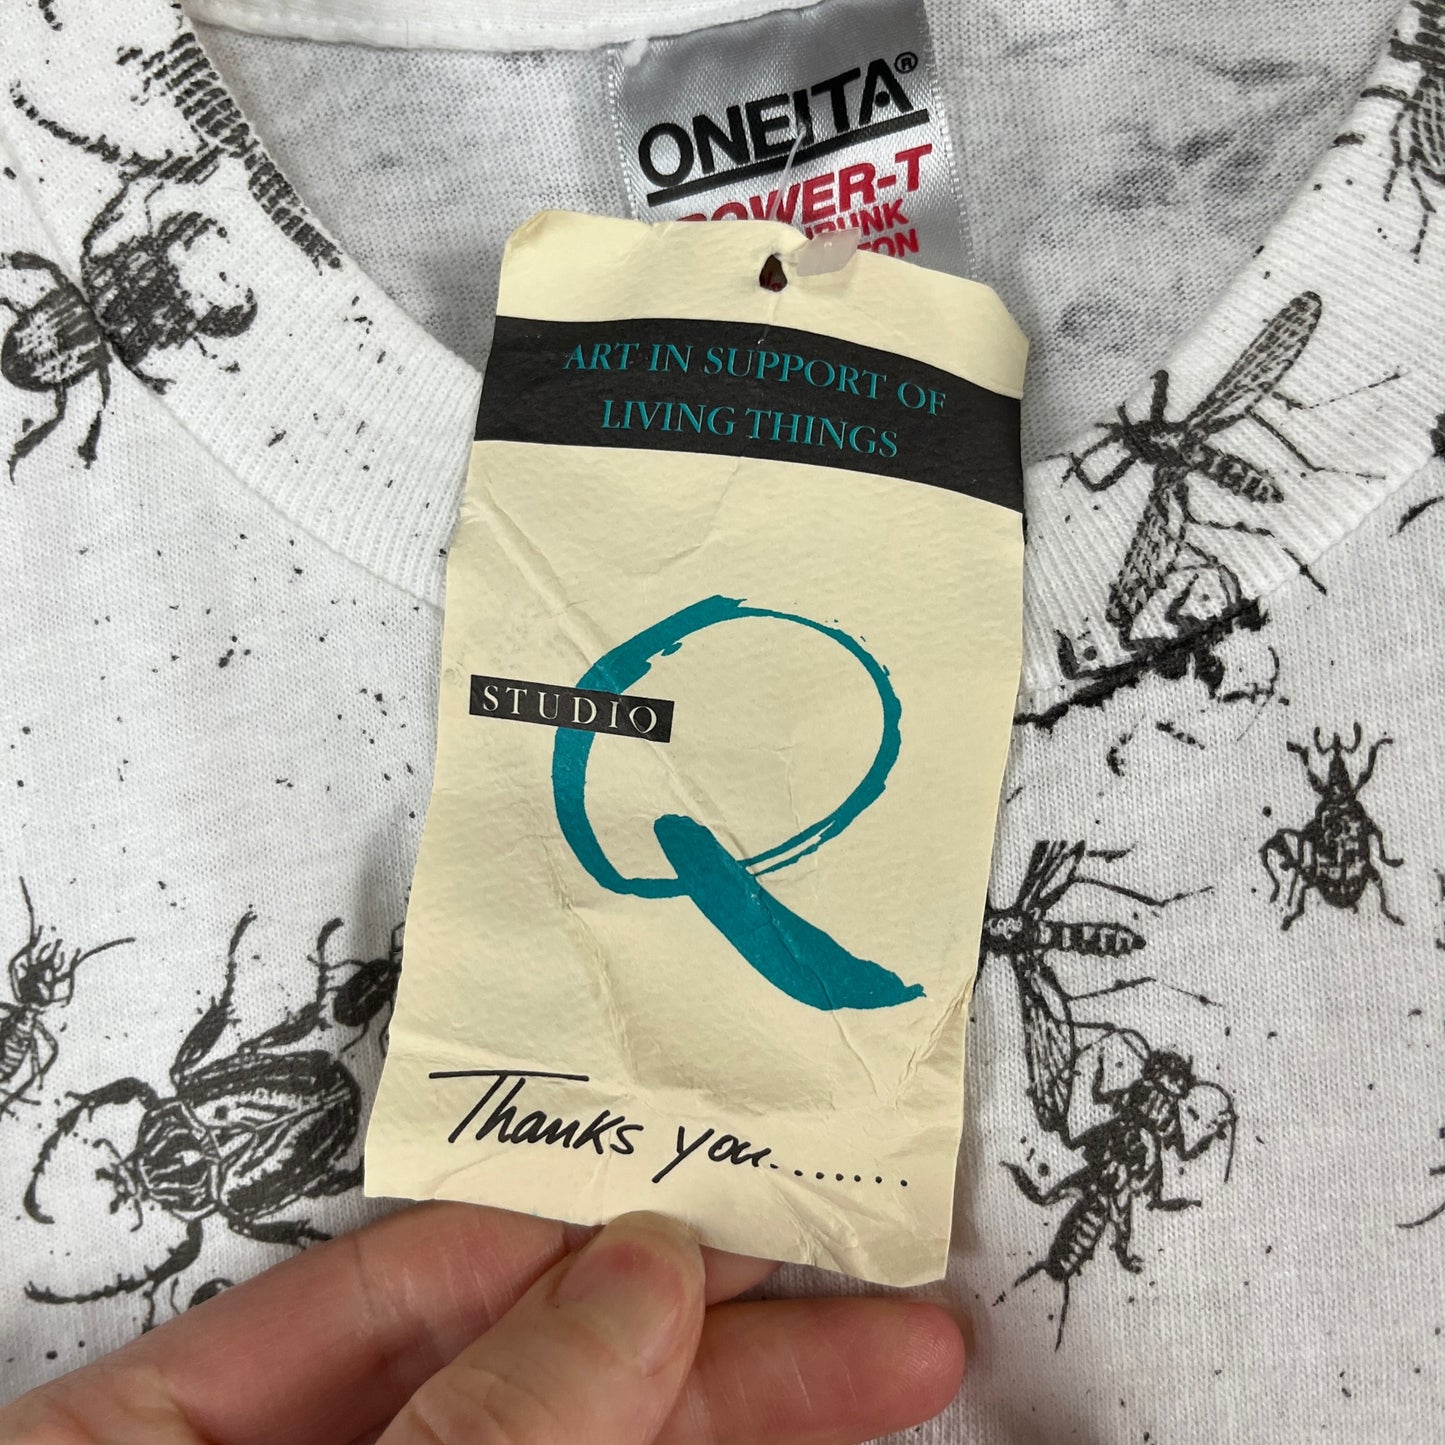 ONEITA®
POWER-T
ART IN SUPPORT OF
LIVING THINGS
STUDIO
Q
Thanks you.......